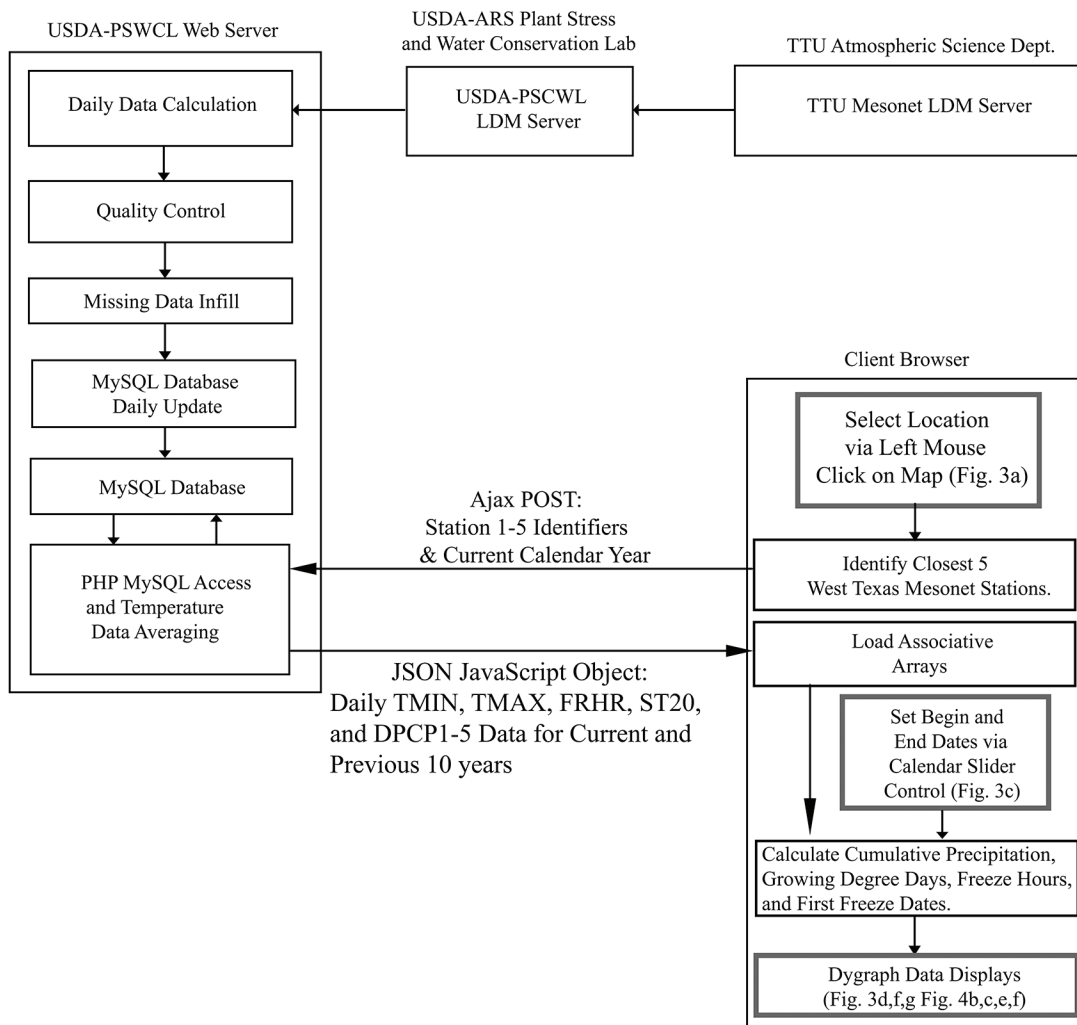 USDA-PSWCL Web Server
USDA-ARS Plant Stress
and Water Conservation Lab
TTU Atmospheric Science Dept.
Daily Data Calculation
USDA-PSCWL
LDM Server
TTU Mesonet LDM Server
Quality Control
Missing Data Infill
MySQL Database
Daily Update
MySQL Database
PHP MySQL Access
and Temperature
Data Averaging
Ajax POST:
Station 1-5 Identifiers
& Current Calendar Year
JSON JavaScript Object:
Daily TMIN, TMAX, FRHR, ST20,
and DPCP1-5 Data for Current and
Previous 10 years
Client Browser
Select Location
via Left Mouse
Click on Map (Fig. 3a)
Identify Closest 5
West Texas Mesonet Stations.
Load Associative
Arrays
Set Begin and
End Dates via
Calendar Slider
Control (Fig. 3c)
Calculate Cumulative Precipitation,
Growing Degree Days, Freeze Hours,
and First Freeze Dates.
Dygraph Data Displays
(Fig. 3d,f,g Fig. 4b,c,e,f)